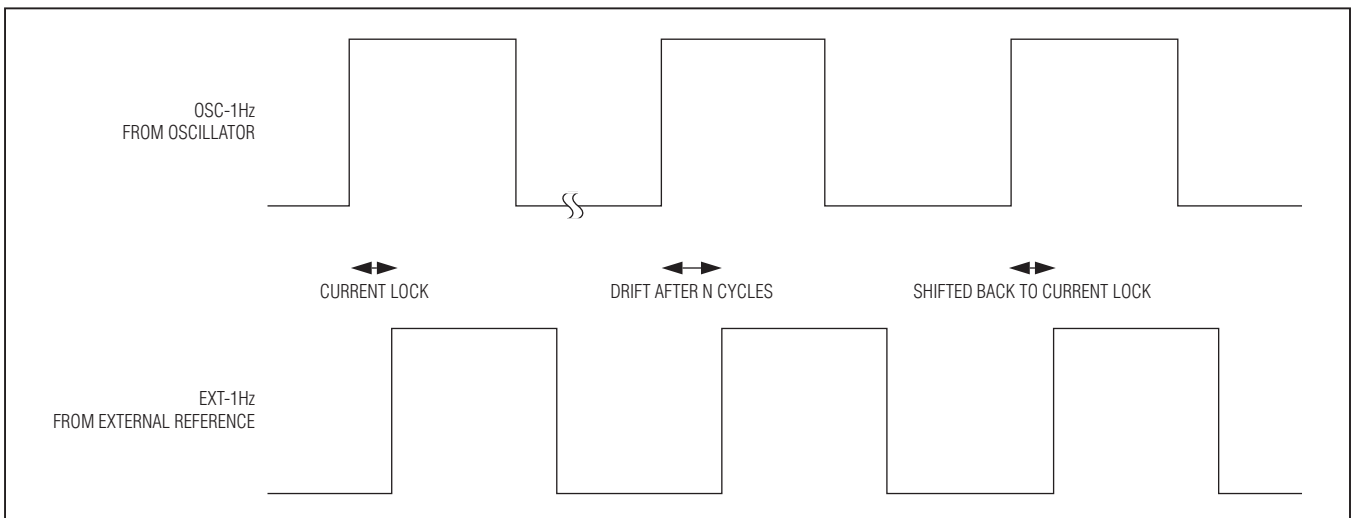 OSC-1Hz
FROM OSCILLATOR
CURRENT LOCK
DRIFT AFTER N CYCLES
SHIFTED BACK TO CURRENT LOCK
EXT-1Hz
FROM EXTERNAL REFERENCE